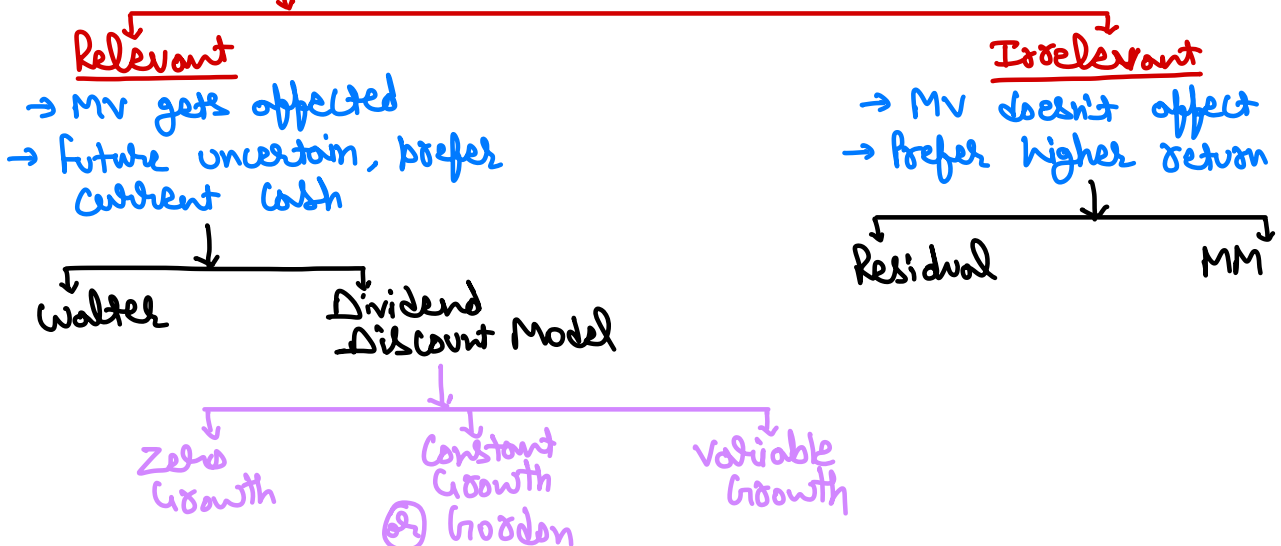 Relevant
→ MV gets affected
→ Future uncertain, prefer
current cash
Irrelevant
→ MV doesn't affect
→ Prefer higher return
Walter
Dividend
Discount Model
Residual
MM
Zero
Growth
Constant
Growth
or Gordon
Variable
Growth